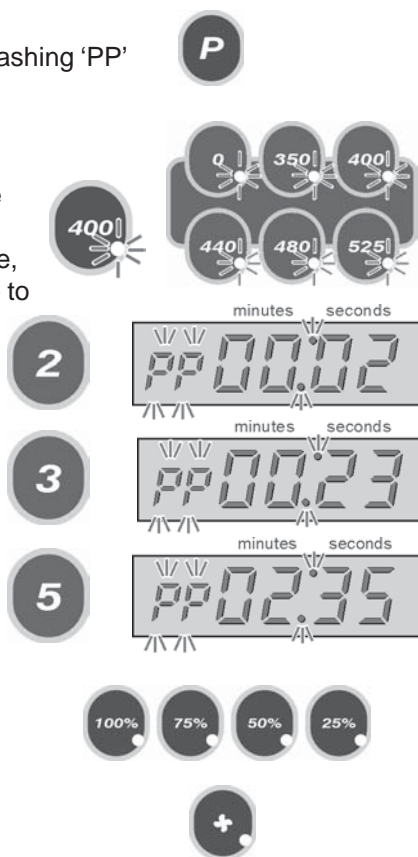 ashing ‘PP’
P
0 350 400
e
400
440 480 525
e,
to
minutes seconds
2
PP 00:02
minutes seconds
3
PP 00:23
minutes seconds
5
PP 02:35
100% 75% 50% 25%